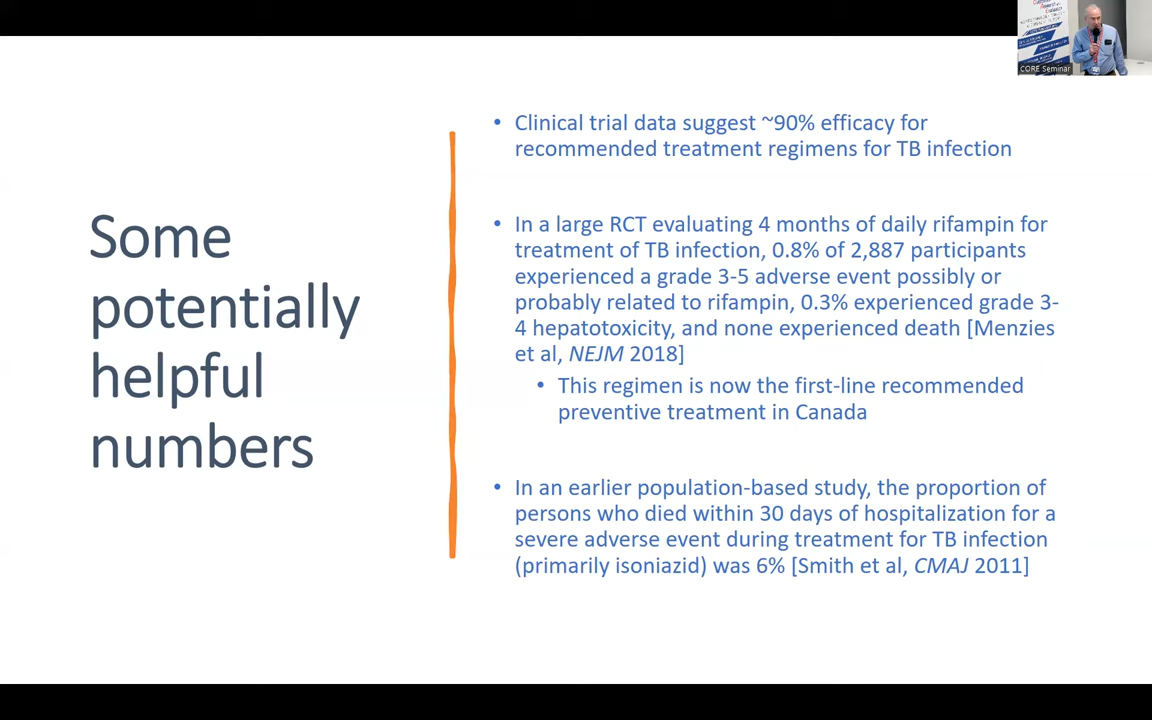 CORE Seminar
Some
potentially
helpful
numbers
• Clinical trial data suggest ~90% efficacy for
recommended treatment regimens for TB infection
• In a large RCT evaluating 4 months of daily rifampin for
treatment of TB infection, 0.8% of 2,887 participants
experienced a grade 3-5 adverse event possibly or
probably related to rifampin, 0.3% experienced grade 3-
4 hepatotoxicity, and none experienced death [Menzies
et al, NEJM 2018]
• This regimen is now the first-line recommended
preventive treatment in Canada
• In an earlier population-based study, the proportion of
persons who died within 30 days of hospitalization for a
severe adverse event during treatment for TB infection
(primarily isoniazid) was 6% [Smith et al, CMAJ 2011]